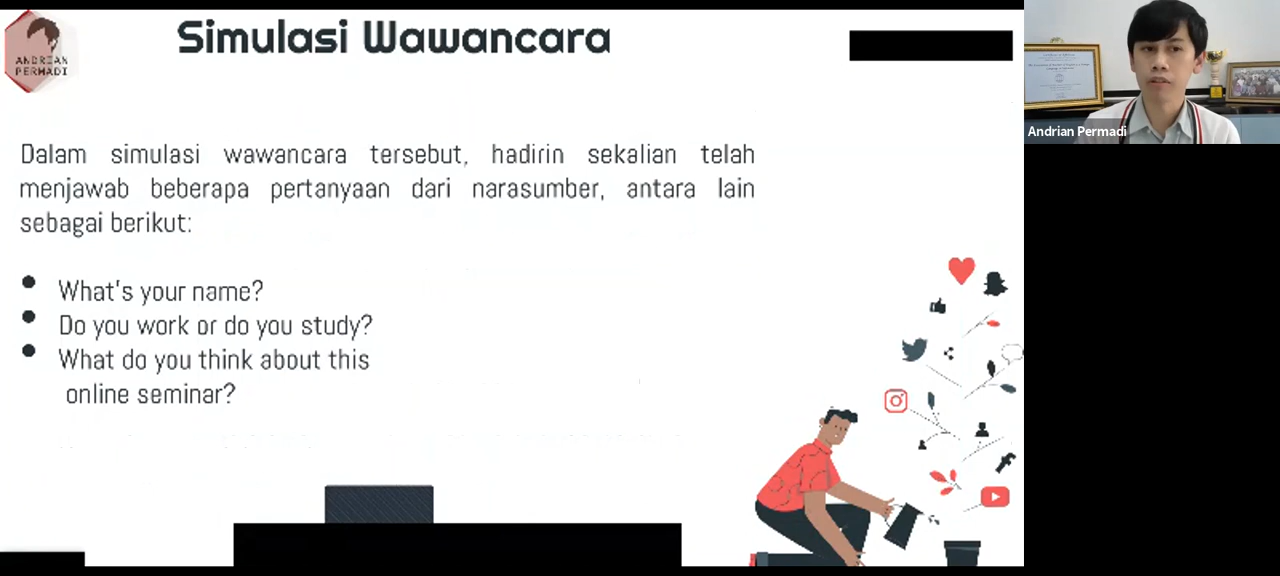 Simulasi Wawancara
ANDRIAN
PERMADI
Andrian Permadi
Dalam simulasi wawancara tersebut, hadirin sekalian telah
menjawab beberapa pertanyaan dari narasumber, antara lain
sebagai berikut:
What's your name?
Do you work or do you study?
What do you think about this
online seminar?